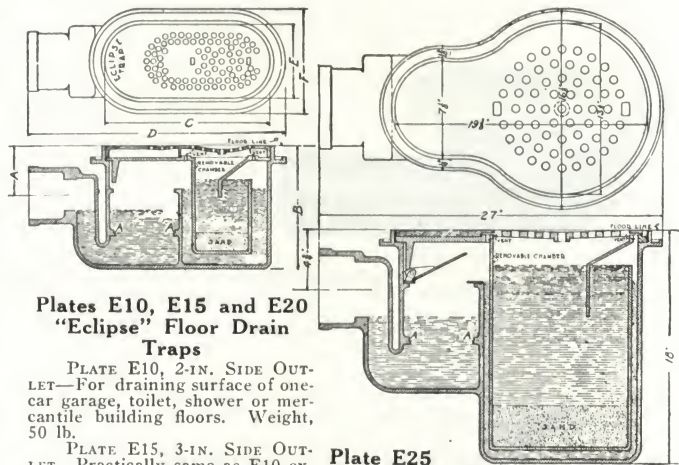 ECLIPSE
TRAP
E
F
C
D
FLOOR LINE
VENT
VENT
REMOVABLE
CHAMBER
A
B
A
A
SAND
Plates E10, E15 and E20
"Eclipse" Floor Drain
Traps
PLATE E10, 2-IN. SIDE OUT-
LET—For draining surface of one-
car garage, toilet, shower or mer-
cantile building floors. Weight,
50 lb.
PLATE E15, 3-IN. SIDE OUT-
LET—Practically same as E10 ex-
27"
FLOOR LINE
VENT
VENT
REMOVABLE CHAMBER
A
A
SAND
18"
Plate E25